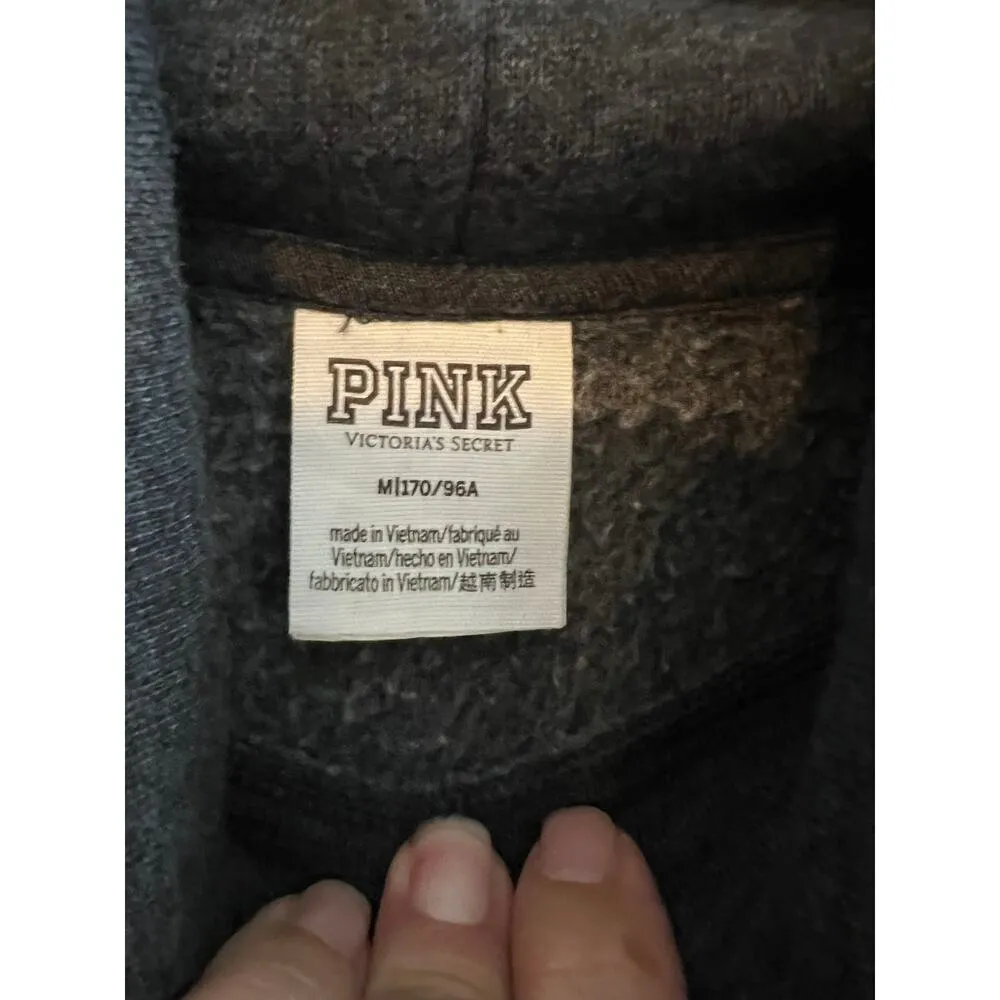 PINK
VICTORIA'S SECRET
M|170/96A
made in Vietnam/fabriqué au
Vietnam/hecho en Vietnam/
fabbricato in Vietnam/越南制造